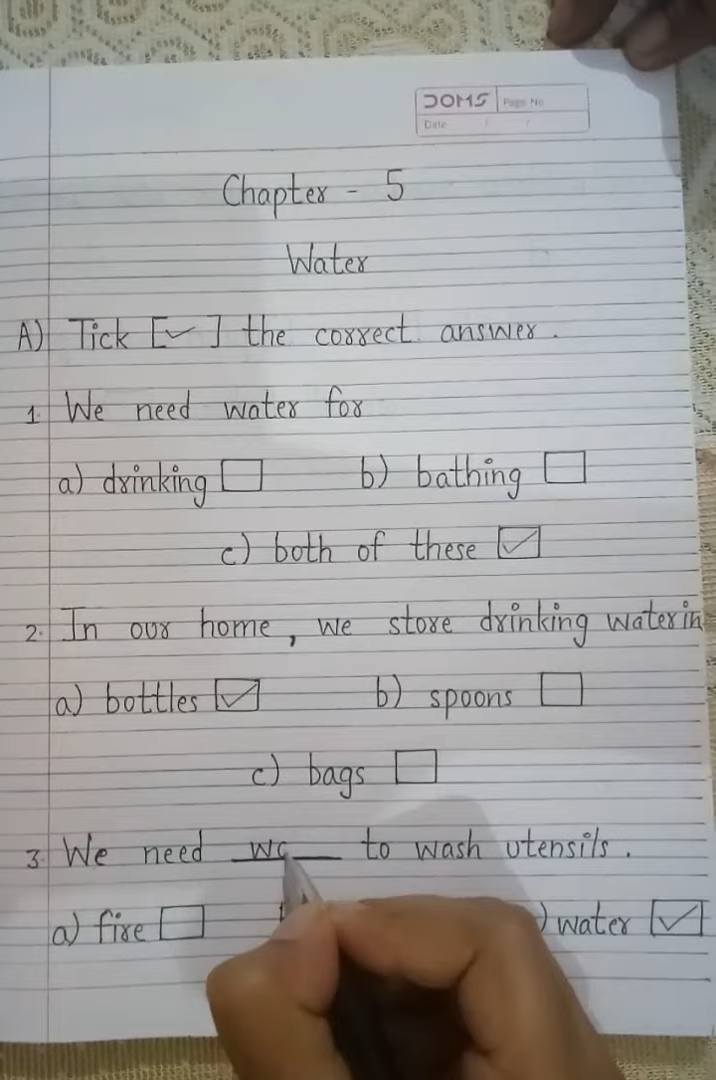 DOMS Page No.
Date / /
Chapter - 5
Water
A) Tick [✓] the correct answer.
1. We need water for
a) drinking ☐ b) bathing ☐
c) both of these ☑
2. In our home, we store drinking water in
a) bottles ☑ b) spoons ☐
c) bags ☐
3. We need wa to wash utensils.
a) fire ☐ ) water ☑